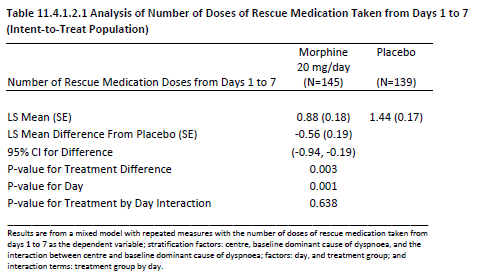 Table 11.4.1.2.1 Analysis of Number of Doses of Rescue Medication Taken from Days 1 to 7
(Intent-to-Treat Population)
Morphine Placebo
20 mg/day
Number of Rescue Medication Doses from Days 1 to 7 (N=145) (N=139)
LS Mean (SE) 0.88 (0.18) 1.44 (0.17)
LS Mean Difference From Placebo (SE) -0.56 (0.19)
95% CI for Difference (-0.94, -0.19)
P-value for Treatment Difference 0.003
P-value for Day 0.001
P-value for Treatment by Day Interaction 0.638
Results are from a mixed model with repeated measures with the number of doses of rescue medication taken from
days 1 to 7 as the dependent variable; stratification factors: centre, baseline dominant cause of dyspnoea, and the
interaction between centre and baseline dominant cause of dyspnoea; factors: day, and treatment group; and
interaction terms: treatment group by day.